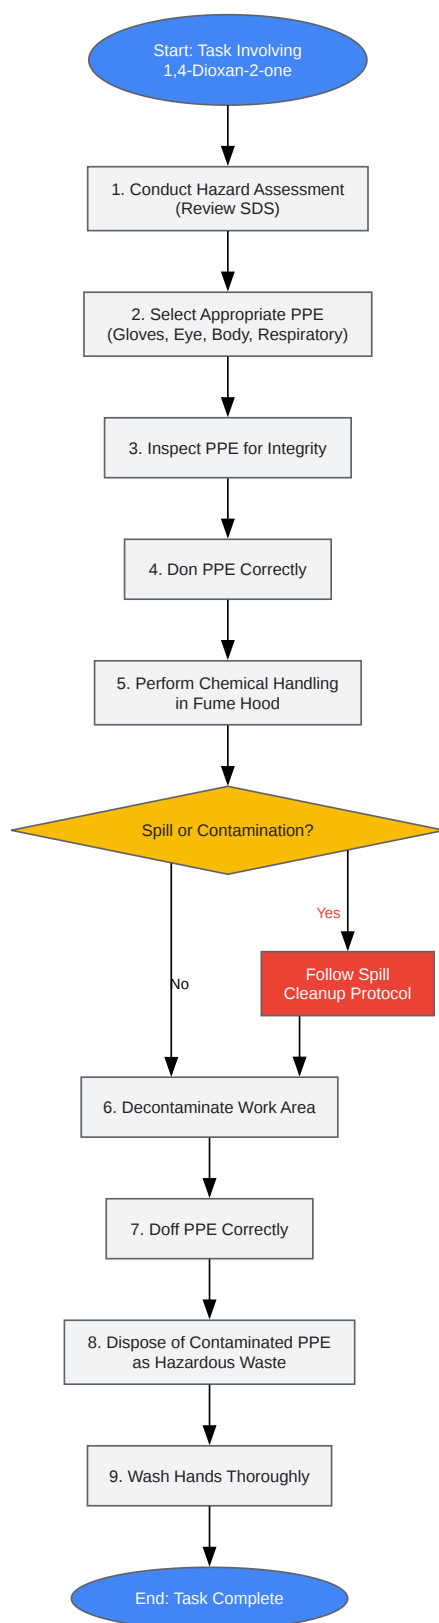 Start: Task Involving
1,4-Dioxan-2-one
1. Conduct Hazard Assessment
(Review SDS)
2. Select Appropriate PPE
(Gloves, Eye, Body, Respiratory)
3. Inspect PPE for Integrity
4. Don PPE Correctly
5. Perform Chemical Handling
in Fume Hood
Spill or Contamination?
Yes
Follow Spill
Cleanup Protocol
No
6. Decontaminate Work Area
7. Doff PPE Correctly
8. Dispose of Contaminated PPE
as Hazardous Waste
9. Wash Hands Thoroughly
End: Task Complete